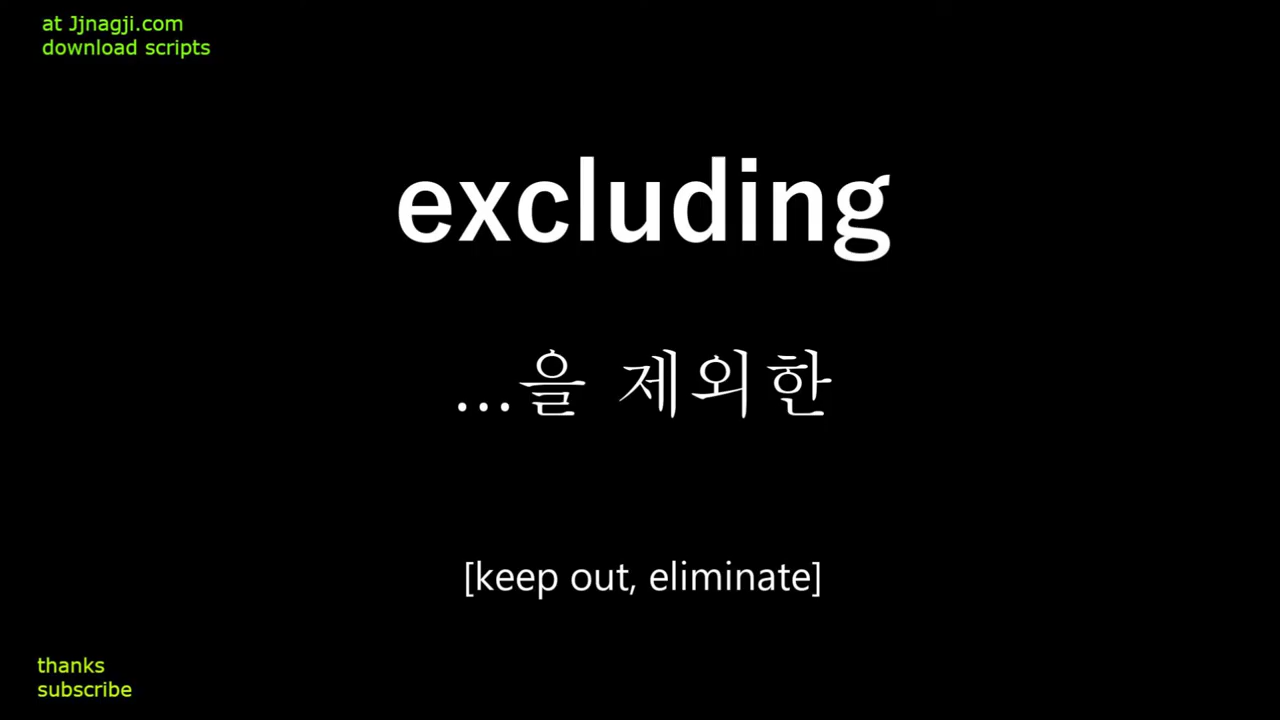 at Jjnagji.com
download scripts
excluding
...을 제외한
[keep out, eliminate]
thanks
subscribe